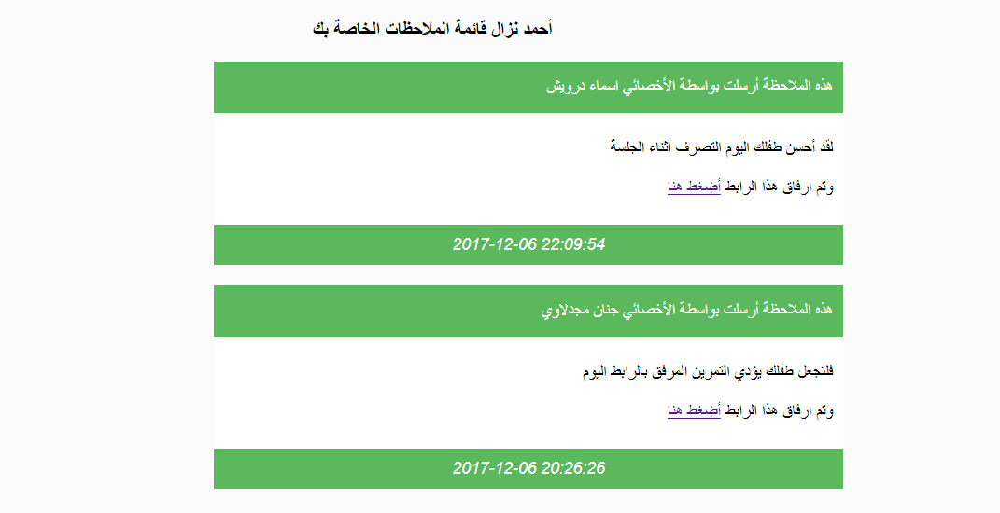 أحمد نزال قائمة الملاحظات الخاصة بك
هذه الملاحظة أرسلت بواسطة الأخصائي اسماء درويش
لقد أحسن طفلك اليوم التصرف اثناء الجلسة
وتم ارفاق هذا الرابط أضغط هنا
2017-12-06 22:09:54
هذه الملاحظة أرسلت بواسطة الأخصائي جنان مجدلاوي
فلتجعل طفلك يؤدي التمرين المرفق بالرابط اليوم
وتم ارفاق هذا الرابط أضغط هنا
2017-12-06 20:26:26